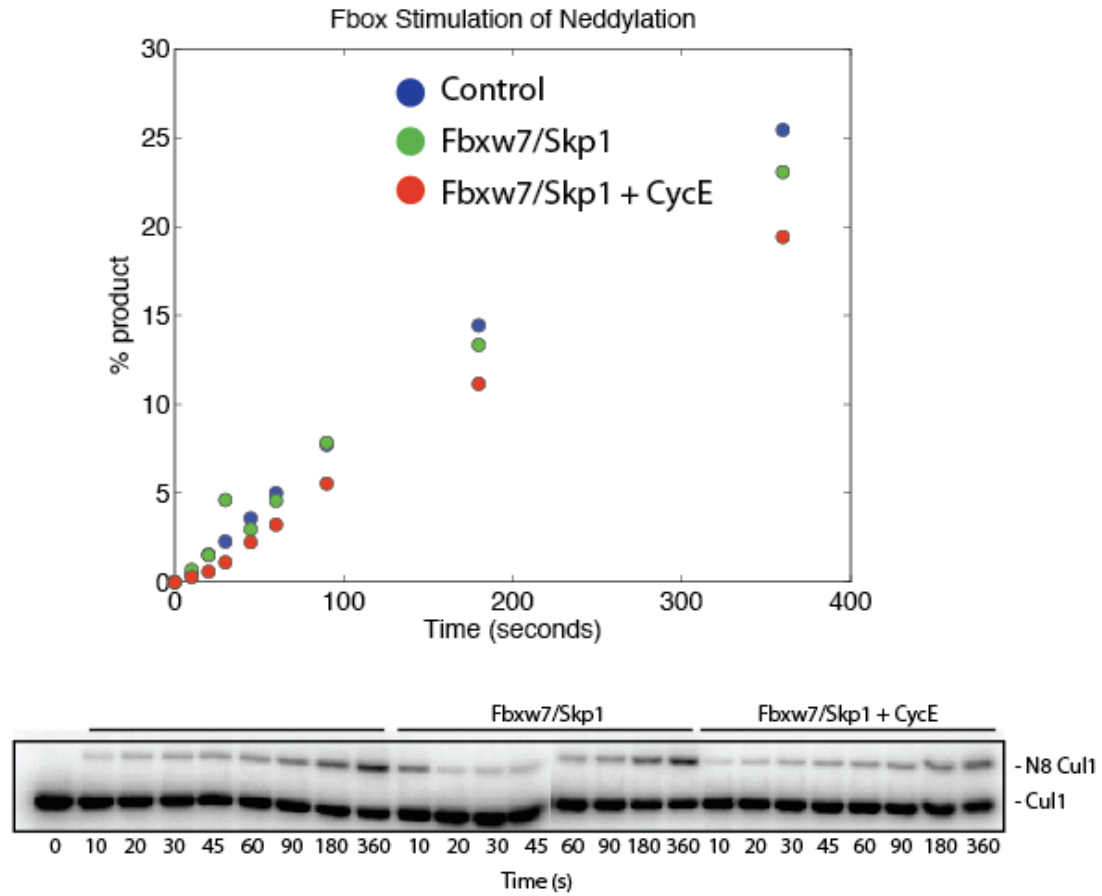 Fbox Stimulation of Neddylation
30
25
20
15
10
5
0
% product
Control
Fbxw7/Skp1
Fbxw7/Skp1 + CycE
0 100 200 300 400
Time (seconds)
Fbxw7/Skp1 Fbxw7/Skp1 + CycE
- N8 Cul1
- Cul1
0 10 20 30 45 60 90 180 360 10 20 30 45 60 90 180 360 10 20 30 45 60 90 180 360
Time (s)